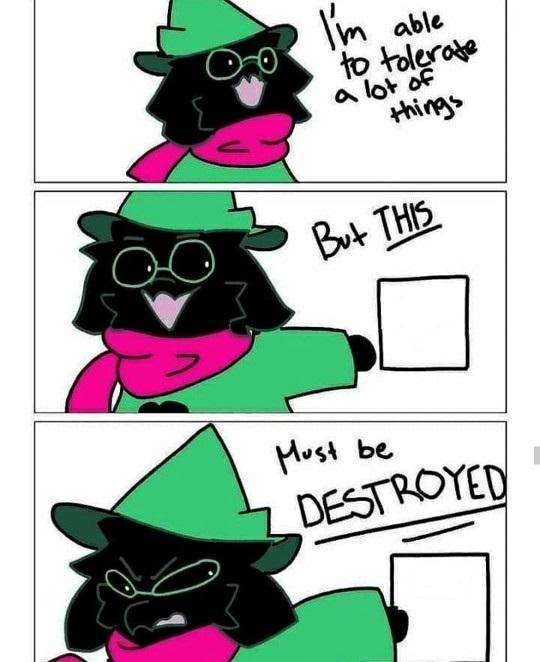 I'm able
to tolerate
a lot of
things
But THIS
Must be
DESTROYED